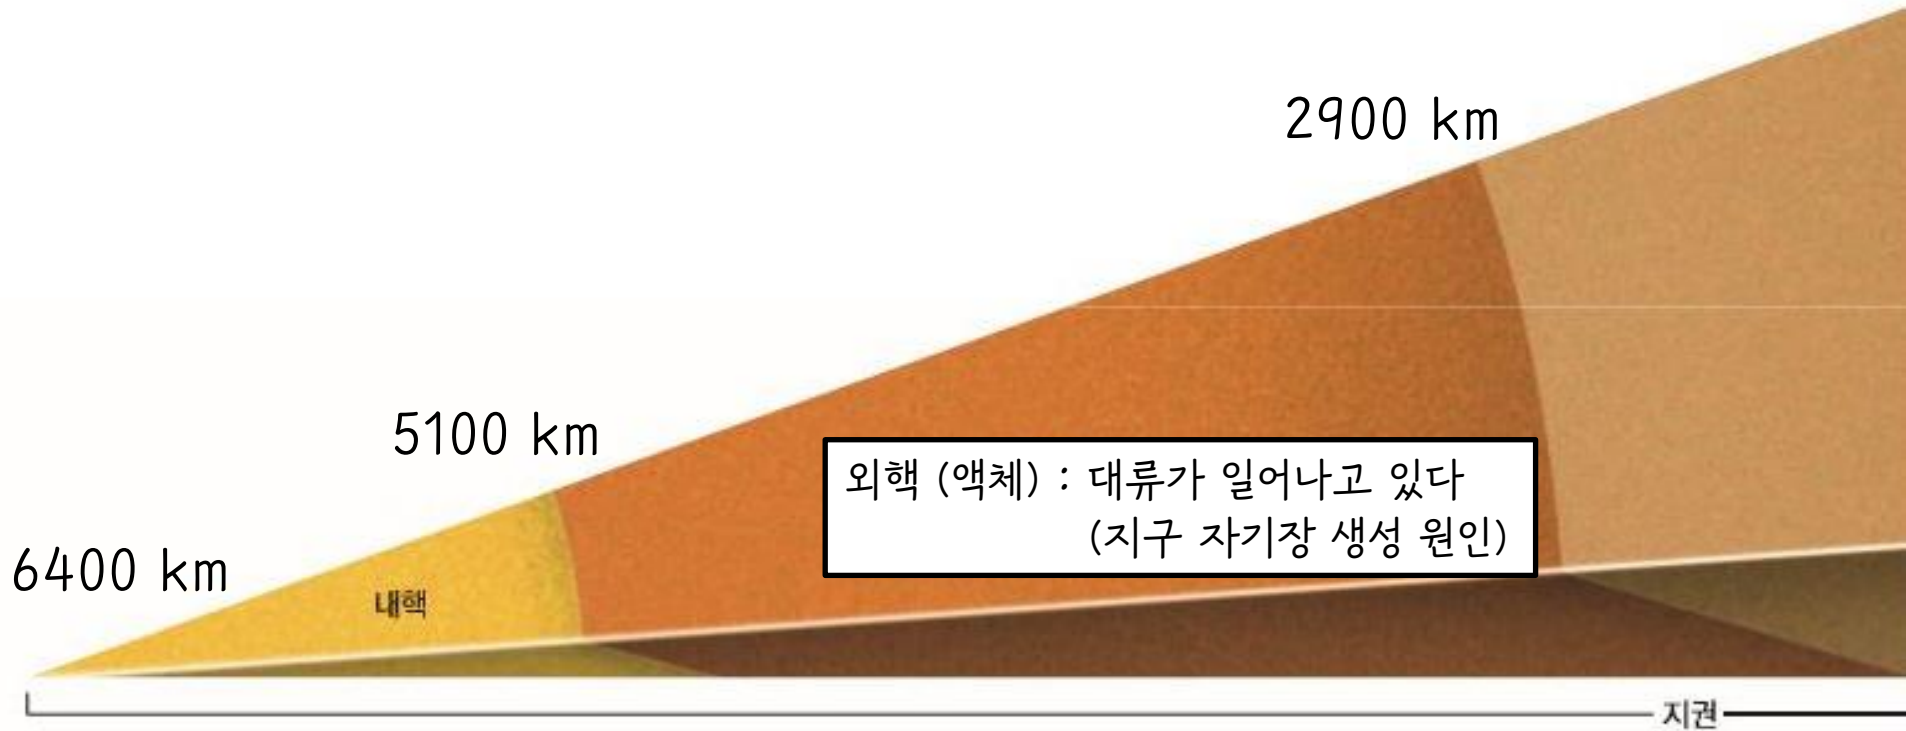 2900 km
5100 km
외핵 (액체) : 대류가 일어나고 있다
(지구 자기장 생성 원인)
6400 km
내핵
지권